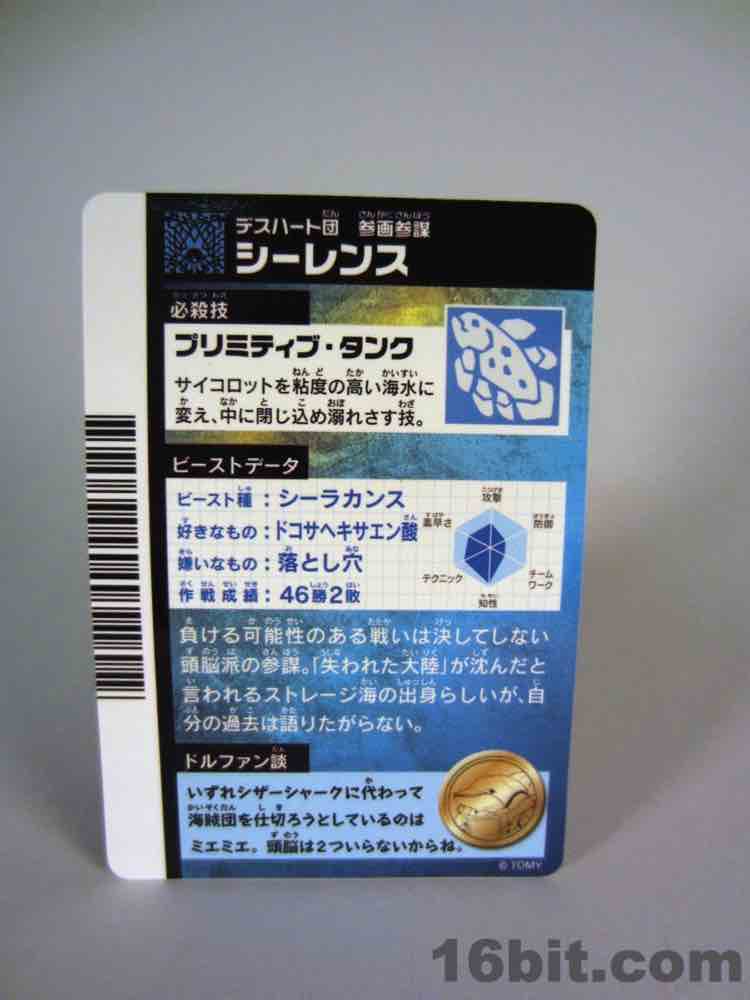 デスハート団 参画参謀
シーレンス
必殺技
プリミティブ・タンク
サイコロットを粘度の高い海水に
変え、中に閉じ込め溺れさす技。
ビーストデータ
ビースト種:シーラカンス
好きなもの:ドコサヘキサエン酸
嫌いなもの:落とし穴
作戦成績:46勝2敗
攻撃
素早さ
防御
テクニック
チーム
ワーク
知性
負ける可能性のある戦いは決してしない
頭脳派の参謀。「失われた大陸」が沈んだと
言われるストレージ海の出身らしいが、自
分の過去は語りたがらない。
ドルファン談
いずれシザーシャークに代わって
海賊団を仕切ろうとしているのは
ミエミエ。頭脳は2ついらないからね。
© TOMY
16bit.com